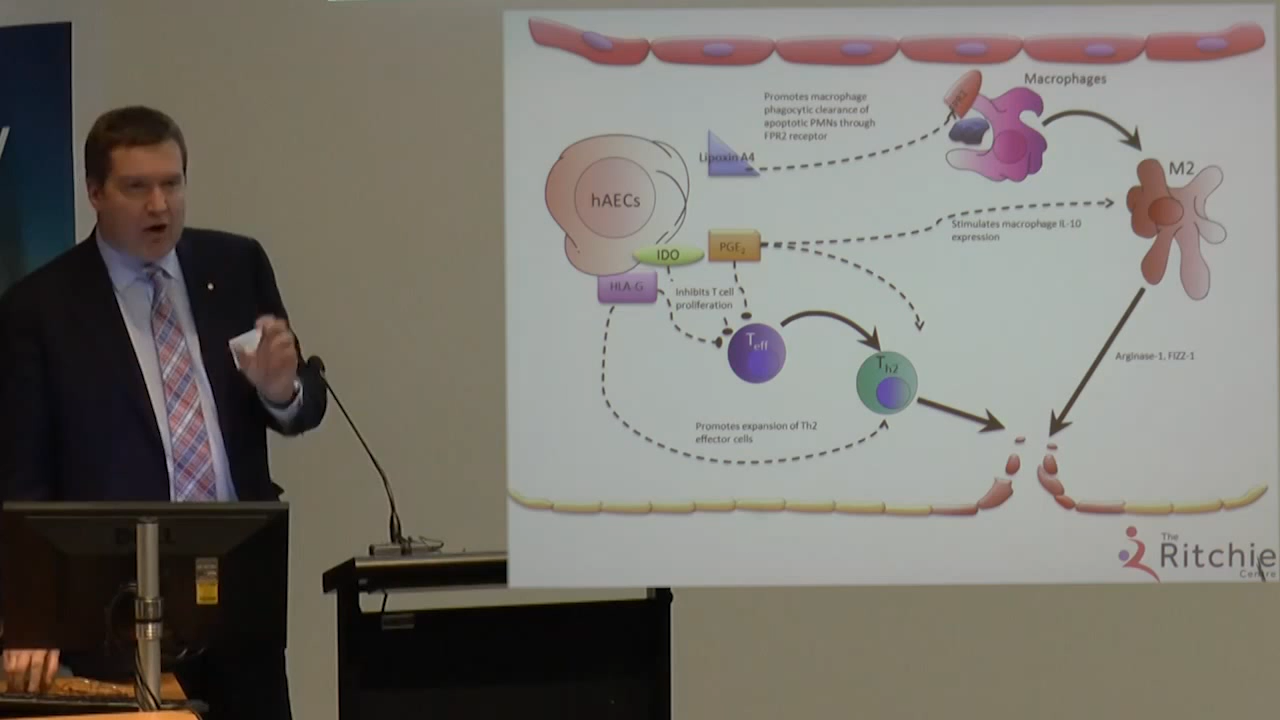 Macrophages
Promotes macrophage
phagocytic clearance of
apoptotic PMNs through
FPR2 receptor
Lipoxin A4
M2
hAECs
Stimulates macrophage IL-10
expression
IDO
PGE2
HLA-G
Inhibits T cell
proliferation
Teff
Th2
Arginase-1, FIZZ-1
Promotes expansion of Th2
effector cells
The
Ritchie
Centre